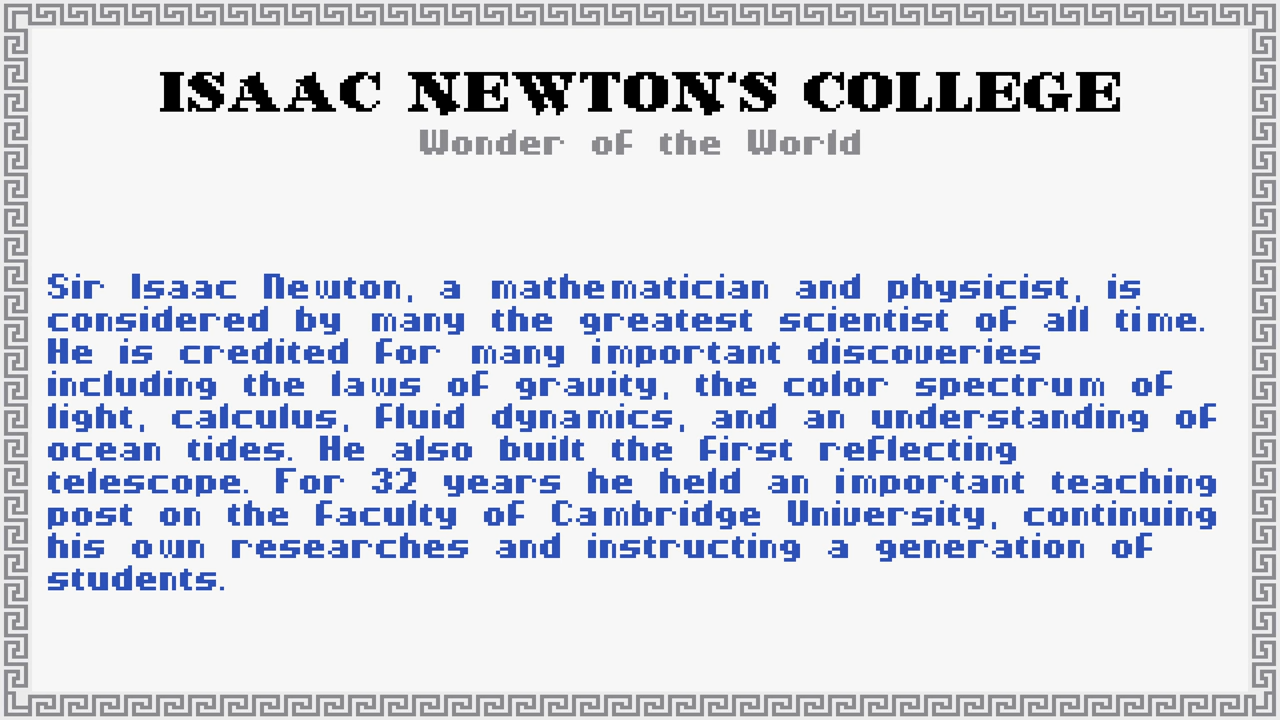 ISAAC NEWTON'S COLLEGE
Wonder of the World
Sir Isaac Newton, a mathematician and physicist, is
considered by many the greatest scientist of all time.
He is credited for many important discoveries
including the laws of gravity, the color spectrum of
light, calculus, fluid dynamics, and an understanding of
ocean tides. He also built the first reflecting
telescope. For 32 years he held an important teaching
post on the faculty of Cambridge University, continuing
his own researches and instructing a generation of
students.